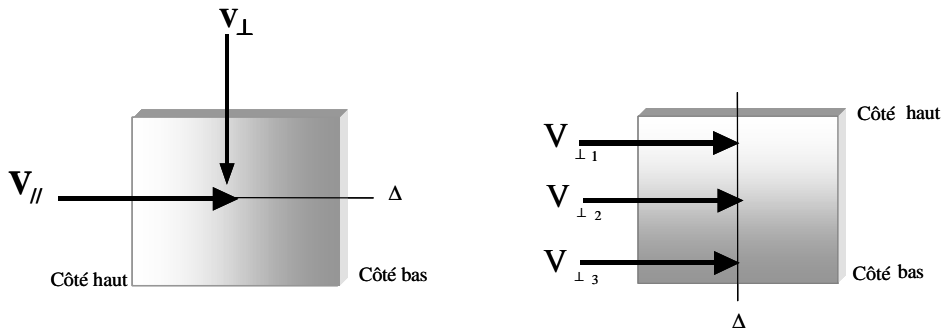 V⊥
V//
Δ
Côté haut
Côté bas
Côté haut
V⊥1
V⊥2
V⊥3
Côté bas
Δ